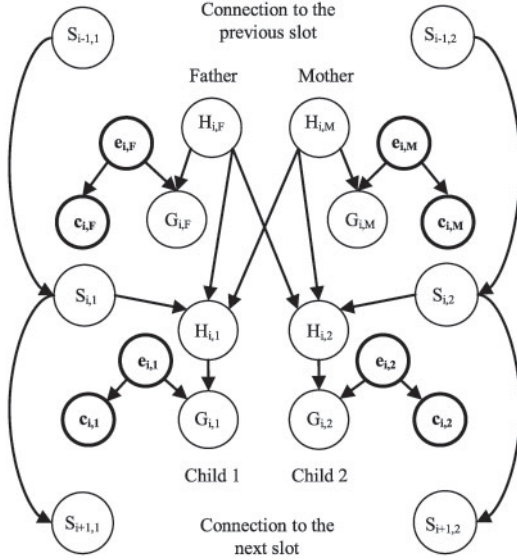 Connection to the
previous slot
S_{i-1,1}
S_{i-1,2}
Father
Mother
H_{i,F}
H_{i,M}
e_{i,F}
e_{i,M}
c_{i,F}
G_{i,F}
G_{i,M}
c_{i,M}
S_{i,1}
S_{i,2}
H_{i,1}
H_{i,2}
e_{i,1}
e_{i,2}
c_{i,1}
G_{i,1}
G_{i,2}
c_{i,2}
Child 1
Child 2
S_{i+1,1}
S_{i+1,2}
Connection to the
next slot